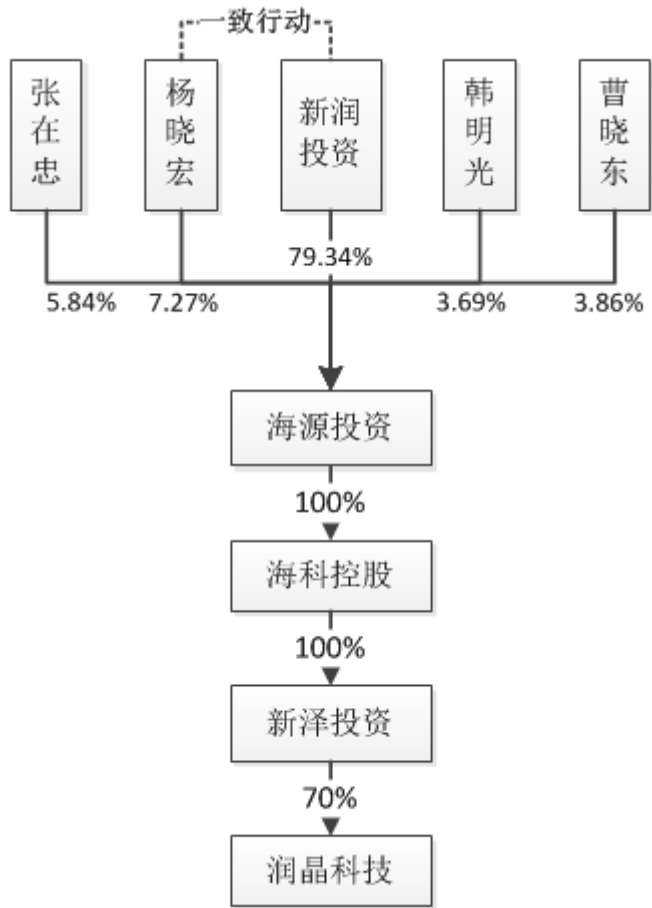 一致行动
张在忠
杨晓宏
新润
投资
韩明光
曹晓东
79.34%
5.84%
7.27%
3.69%
3.86%
海源投资
100%
海科控股
100%
新泽投资
70%
润晶科技